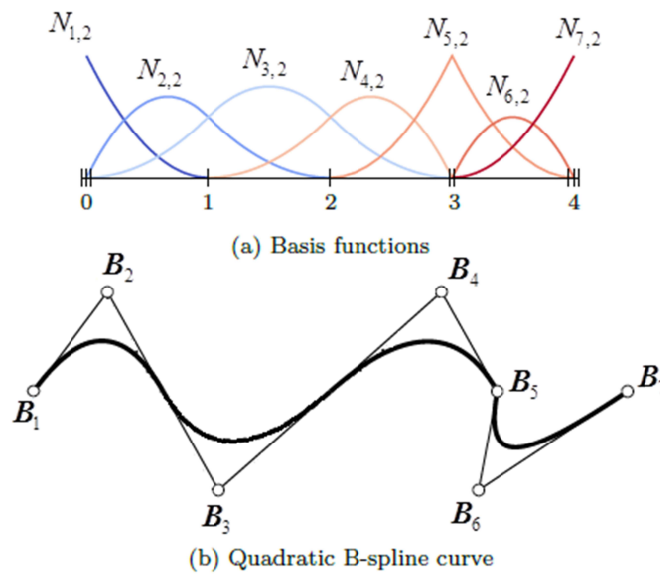 N1,2
N2,2
N3,2
N4,2
N5,2
N6,2
N7,2
0 1 2 3 4
(a) Basis functions
B2
B4
B1
B5
B
B3
B6
(b) Quadratic B-spline curve